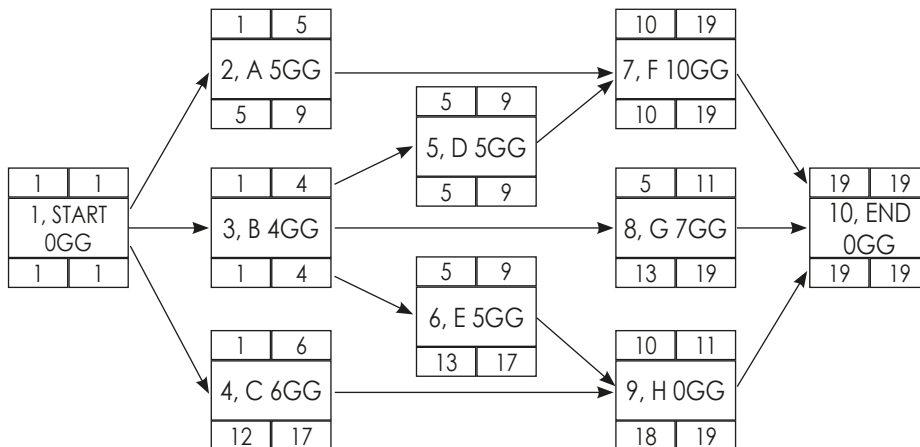 1 5
2, A 5GG
5 9
10 19
7, F 10GG
10 19
5 9
5, D 5GG
5 9
1 1
1, START
0GG
1 1
1 4
3, B 4GG
1 4
5 11
8, G 7GG
13 19
19 19
10, END
0GG
19 19
5 9
6, E 5GG
13 17
1 6
4, C 6GG
12 17
10 11
9, H 0GG
18 19